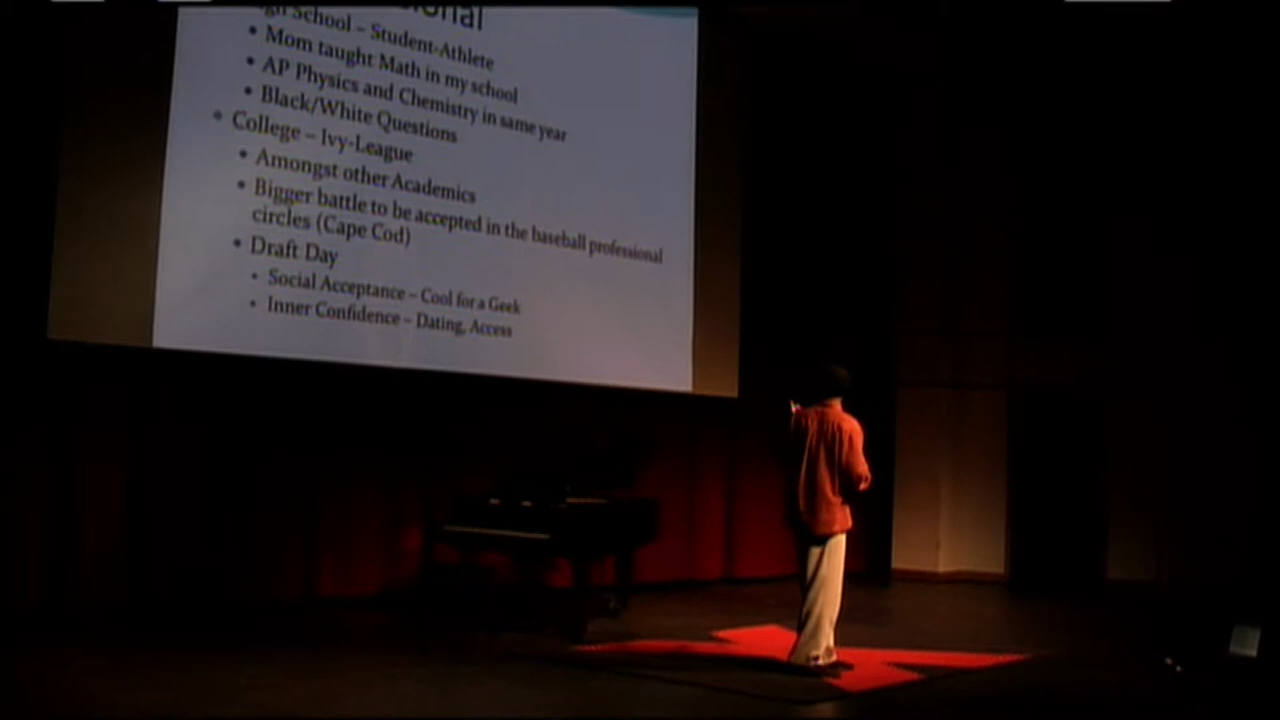 School – Student-Athlete
• Mom taught Math in my school
• AP Physics and Chemistry in same year
• Black/White Questions
• College – Ivy-League
• Amongst other Academics
• Bigger battle to be accepted in the baseball professional
circles (Cape Cod)
• Draft Day
• Social Acceptance – Cool for a Geek
• Inner Confidence – Dating, Access